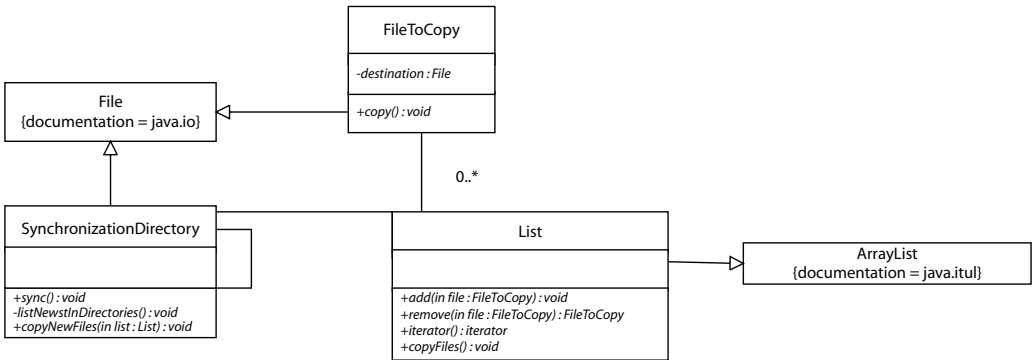 FileToCopy
-destination : File
+copy() : void
File
{documentation = java.io}
0..*
SynchronizationDirectory
+sync() : void
-listNewstInDirectories() : void
+copyNewFiles(in list : List) : void
List
+add(in file : FileToCopy) : void
+remove(in file : FileToCopy) : FileToCopy
+iterator() : iterator
+copyFiles() : void
ArrayList
{documentation = java.itul}